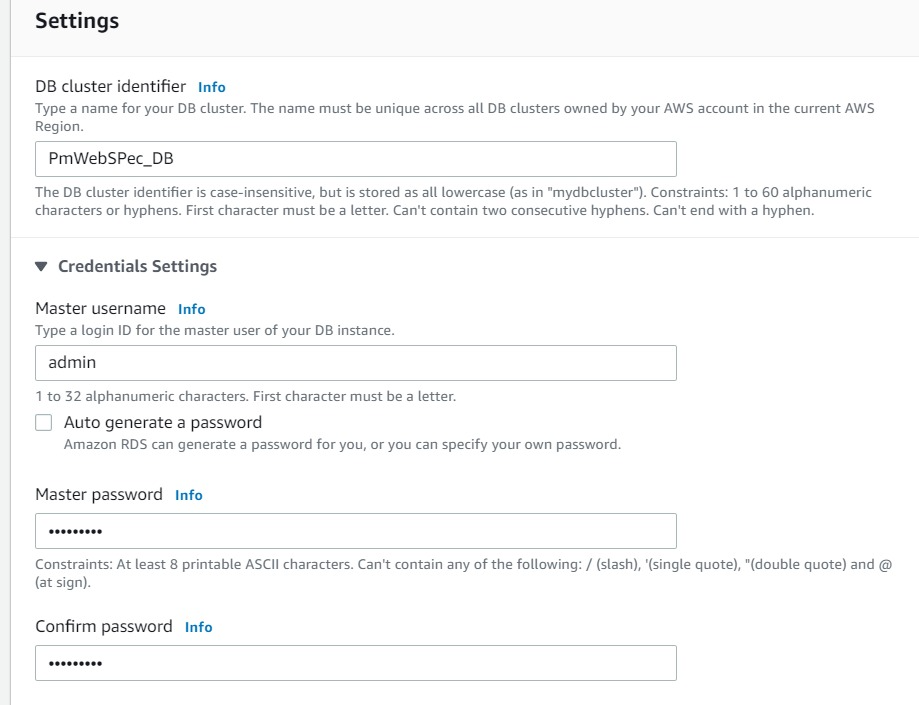 Settings
DB cluster identifier Info
Type a name for your DB cluster. The name must be unique across all DB clusters owned by your AWS account in the current AWS
Region.
PmWebSPec_DB
The DB cluster identifier is case-insensitive, but is stored as all lowercase (as in "mydbcluster"). Constraints: 1 to 60 alphanumeric
characters or hyphens. First character must be a letter. Can't contain two consecutive hyphens. Can't end with a hyphen.
▼ Credentials Settings
Master username Info
Type a login ID for the master user of your DB instance.
admin
1 to 32 alphanumeric characters. First character must be a letter.
Auto generate a password
Amazon RDS can generate a password for you, or you can specify your own password.
Master password Info
•••••••••
Constraints: At least 8 printable ASCII characters. Can't contain any of the following: / (slash), '(single quote), "(double quote) and @
(at sign).
Confirm password Info
•••••••••